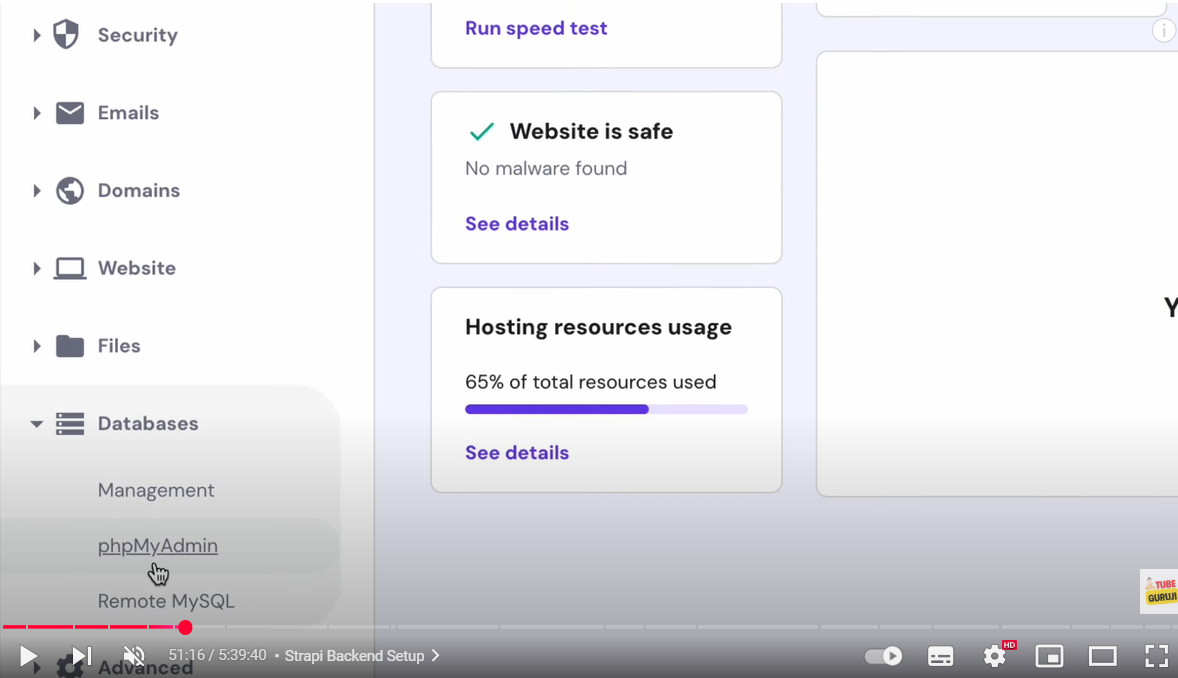 Security
Emails
Domains
Website
Files
Databases
Management
phpMyAdmin
Remote MySQL
Advanced
Run speed test
Website is safe
No malware found
See details
Hosting resources usage
65% of total resources used
See details
i
Y
TUBE
GURUJI
51:16 / 5:39:40 • Strapi Backend Setup
HD